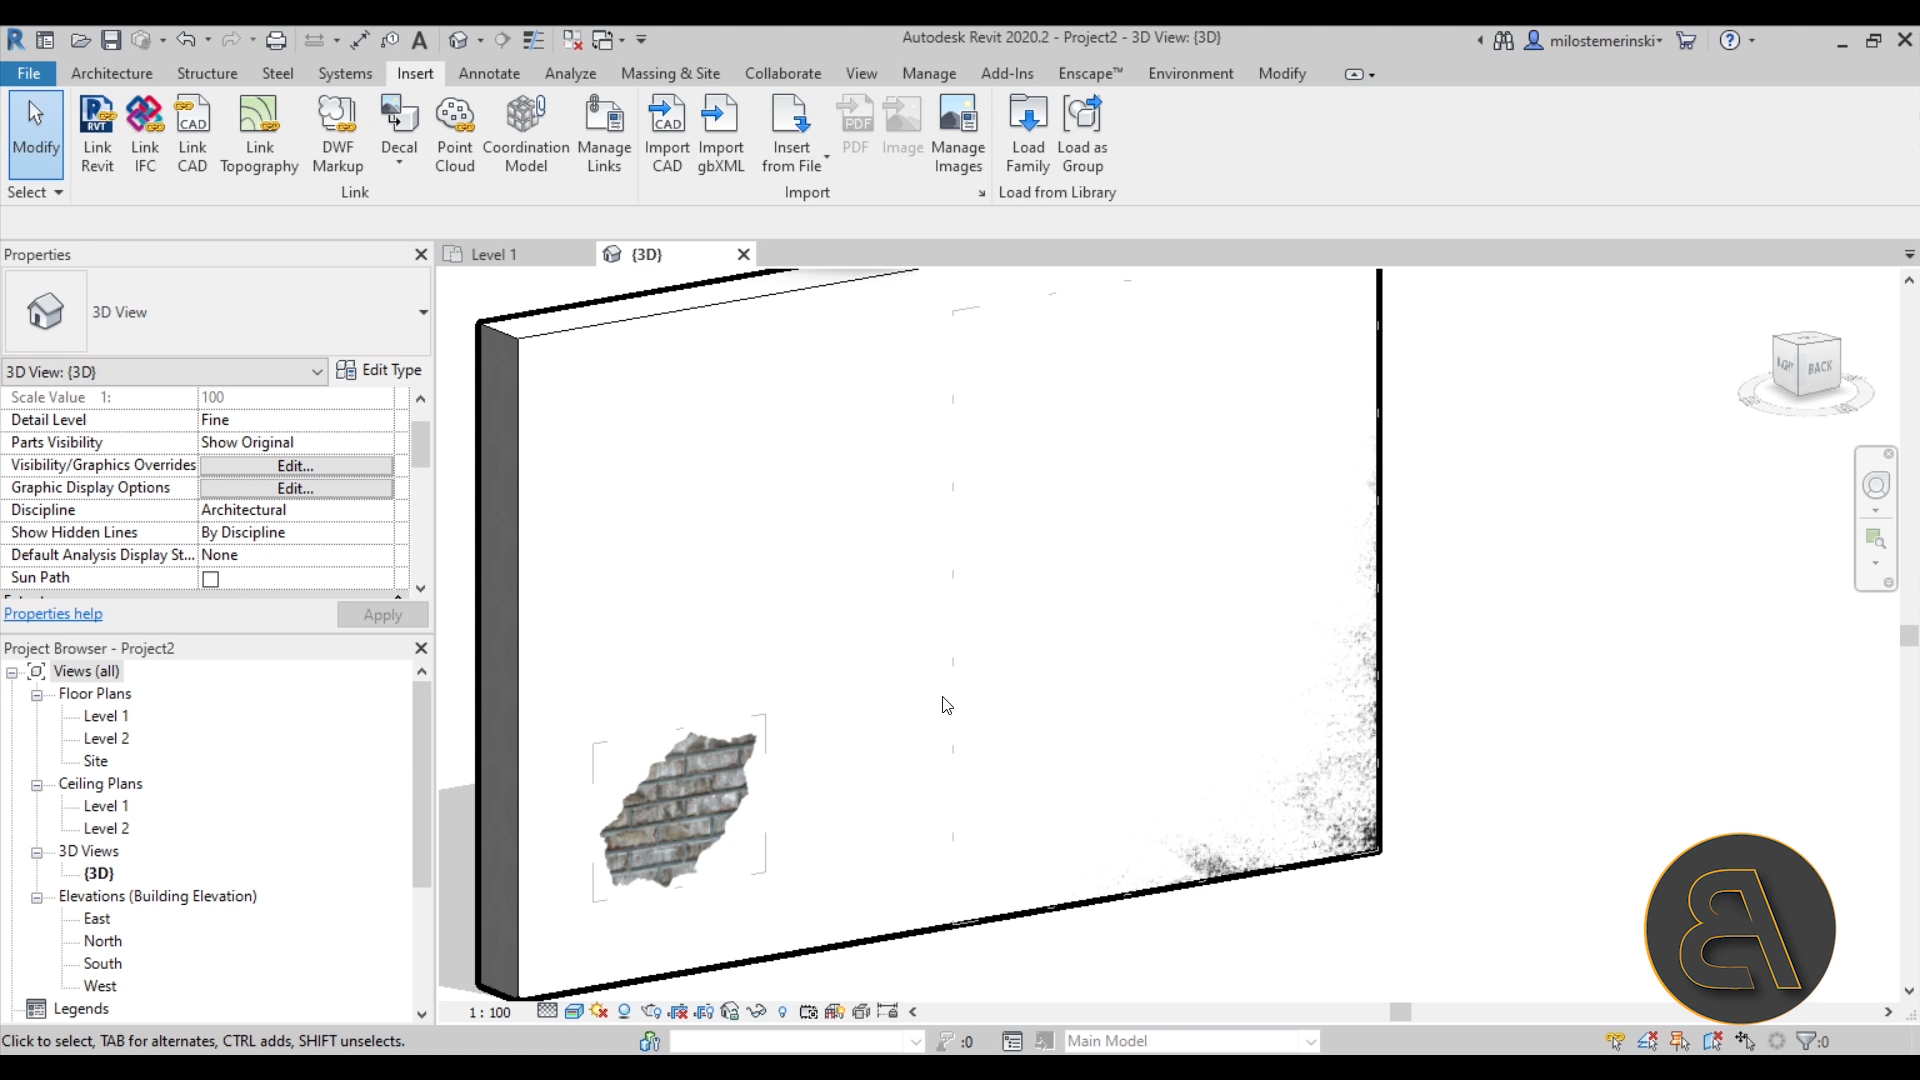 Autodesk Revit 2020.2 - Project2 - 3D View: {3D}
milostemerinski
File Architecture Structure Steel Systems Insert Annotate Analyze Massing & Site Collaborate View Manage Add-Ins Enscape™ Environment Modify
Modify
Link Revit
Link IFC
Link CAD
Link Topography
DWF Markup
Decal
Point Cloud
Coordination Model
Manage Links
Import CAD
Import gbXML
Insert from File
PDF
Image
Manage Images
Load Family
Load as Group
Select Link Import Load from Library
Properties
Level 1
{3D}
3D View
3D View: {3D} Edit Type
Scale Value 1: 100
Detail Level Fine
Parts Visibility Show Original
Visibility/Graphics Overrides Edit...
Graphic Display Options Edit...
Discipline Architectural
Show Hidden Lines By Discipline
Default Analysis Display St... None
Sun Path
Properties help Apply
Project Browser - Project2
Views (all)
Floor Plans
Level 1
Level 2
Site
Ceiling Plans
Level 1
Level 2
3D Views
{3D}
Elevations (Building Elevation)
East
North
South
West
Legends
BACK
1 : 100
Click to select, TAB for alternates, CTRL adds, SHIFT unselects.
:0
Main Model
:0